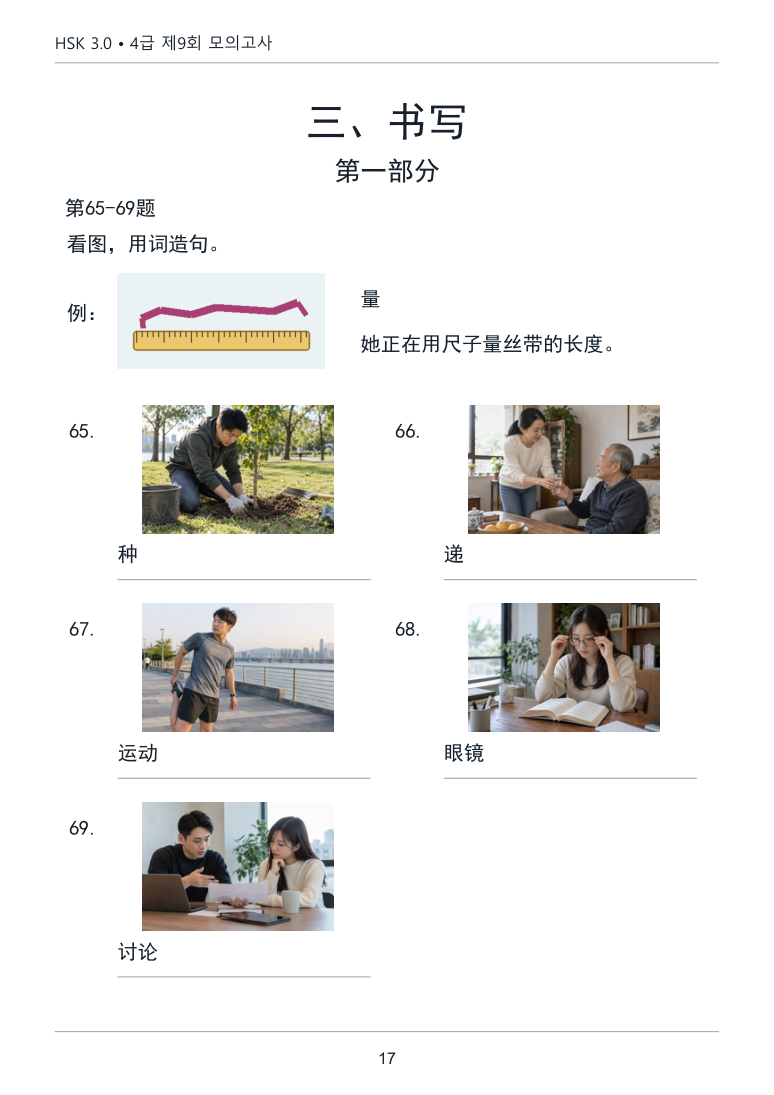 HSK 3.0 • 4급 제9회 모의고사
三、书写
第一部分
第65-69题
看图，用词造句。
例：
量
她正在用尺子量丝带的长度。
65.
种
66.
递
67.
运动
68.
眼镜
69.
讨论
17